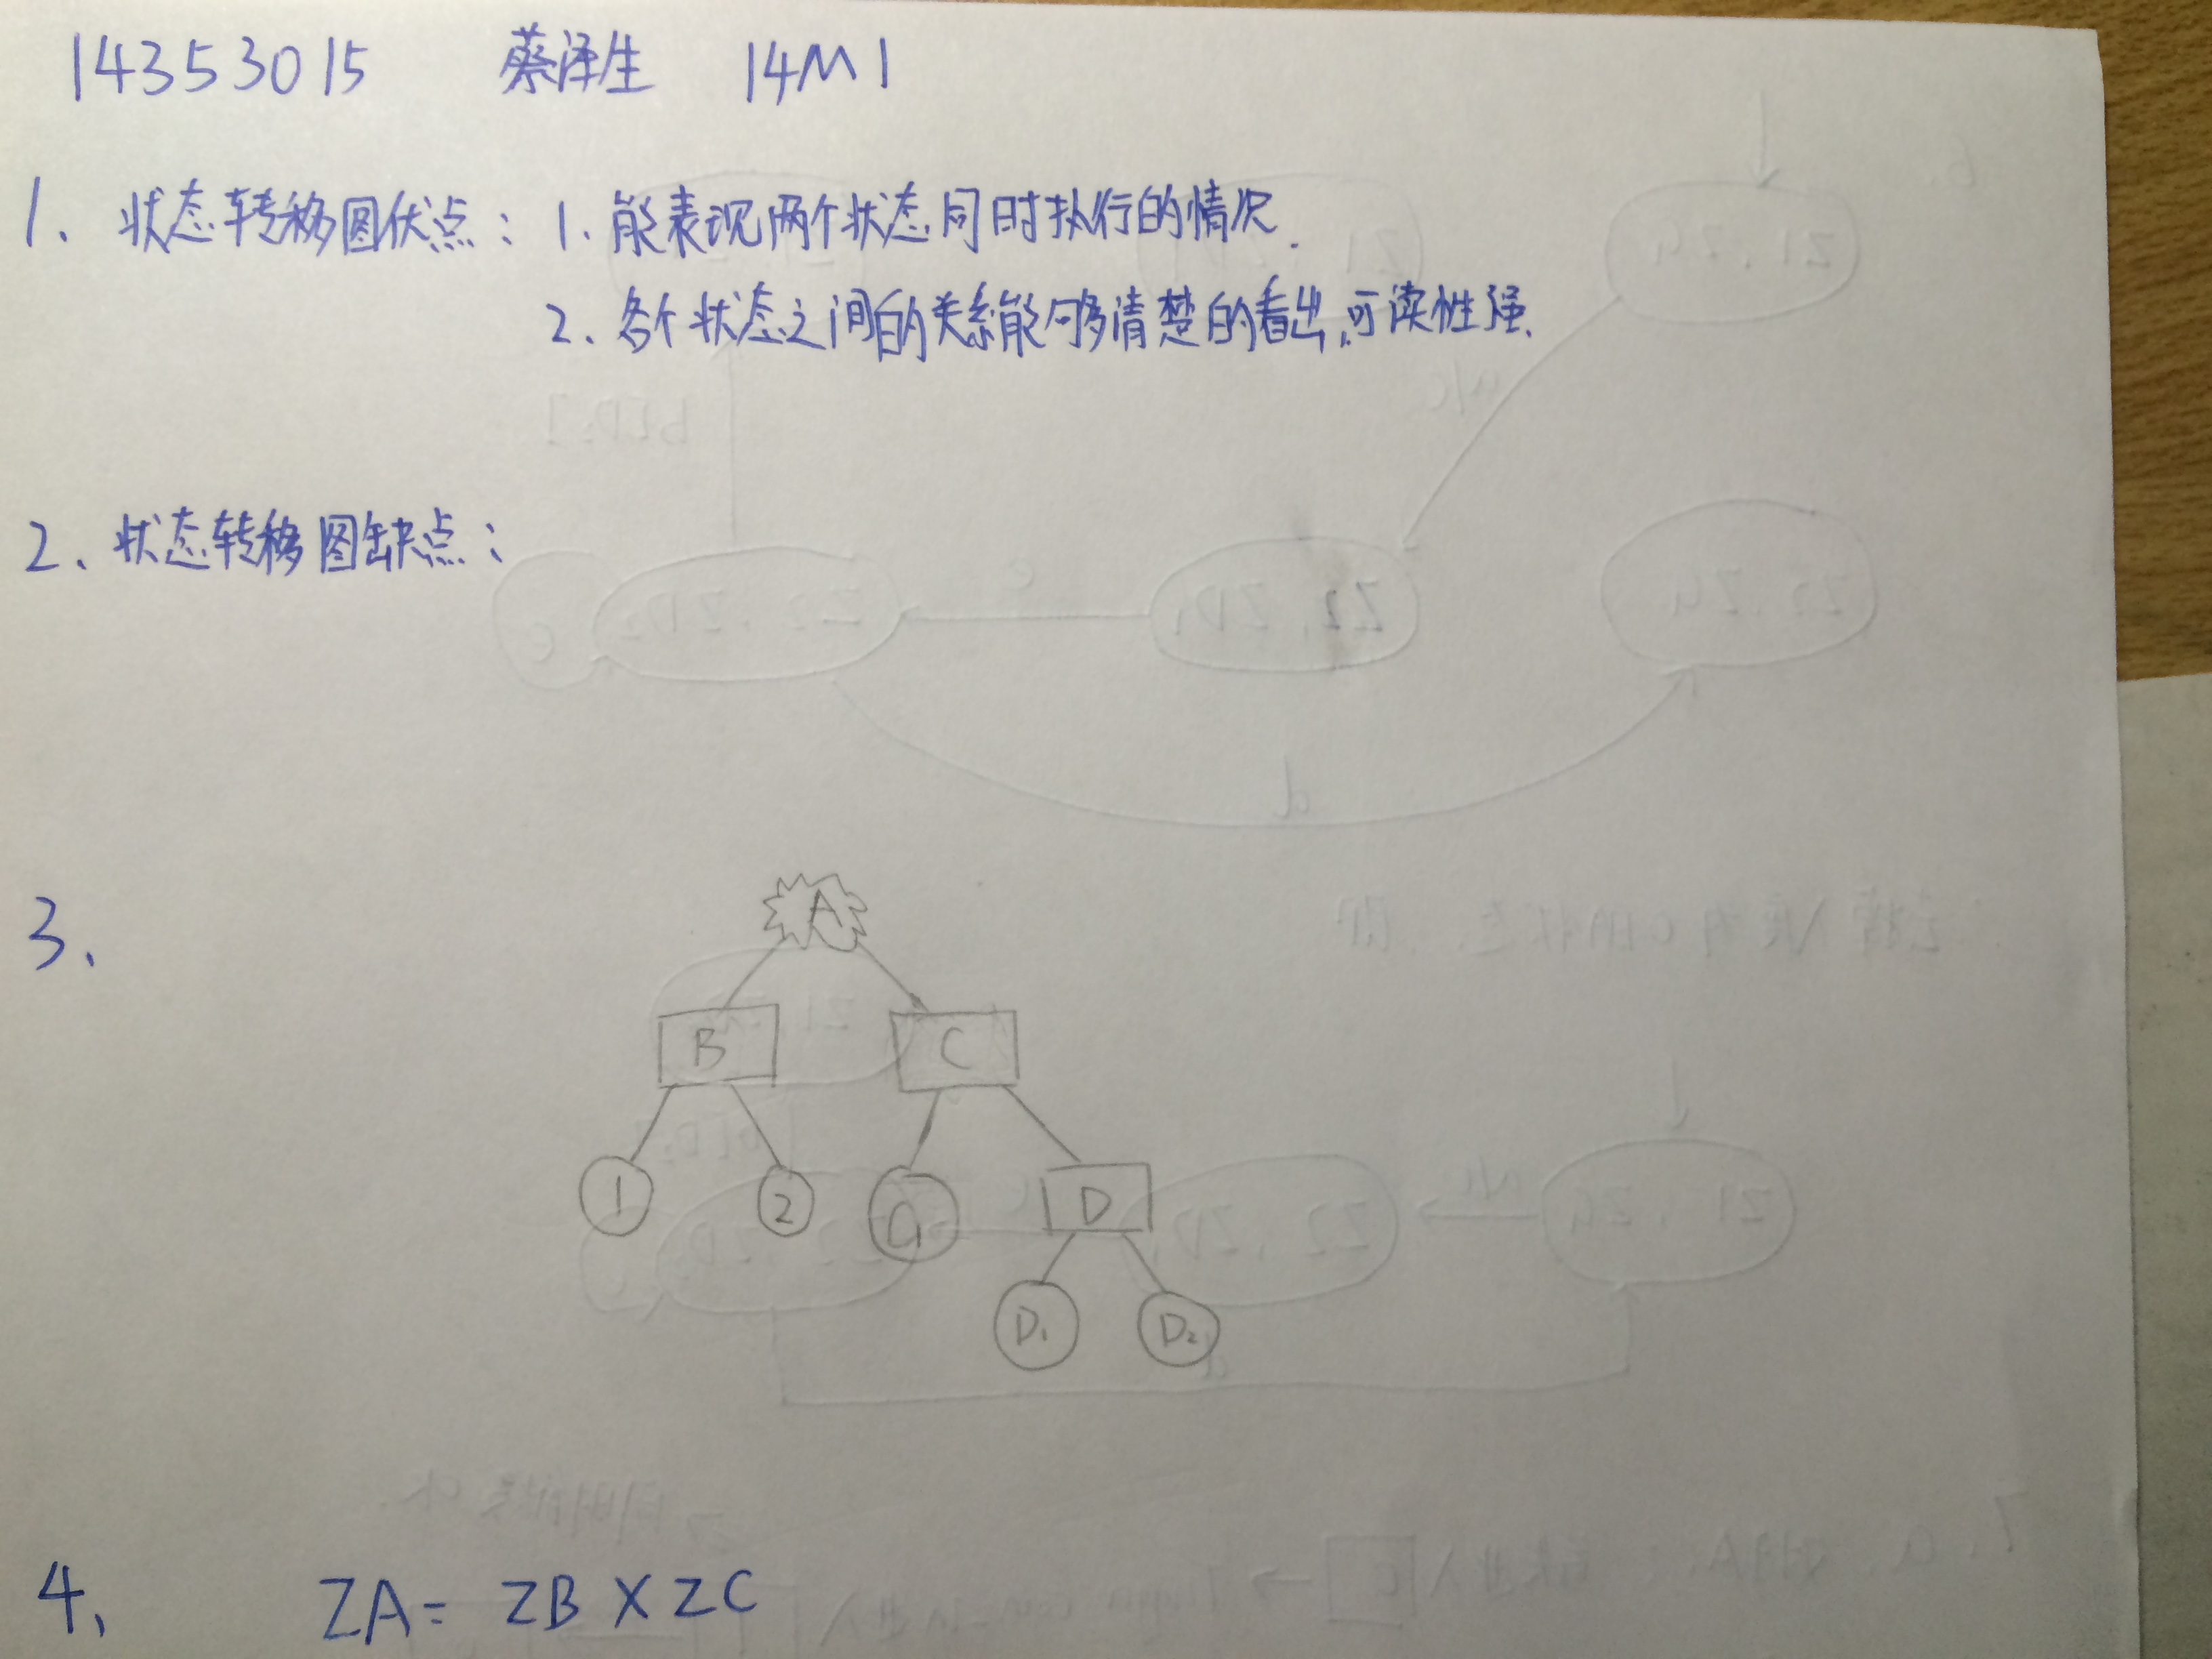 14353015 蔡泽生 14M1
1、状态转移图优点：1、能表现两个状态同时执行的情况.
2、各个状态之间的关系能够清楚的看出,可读性强.
2、状态转移图缺点：
3、
A
B C
1 2 C1 D
D1 D2
4、 ZA= ZB × ZC